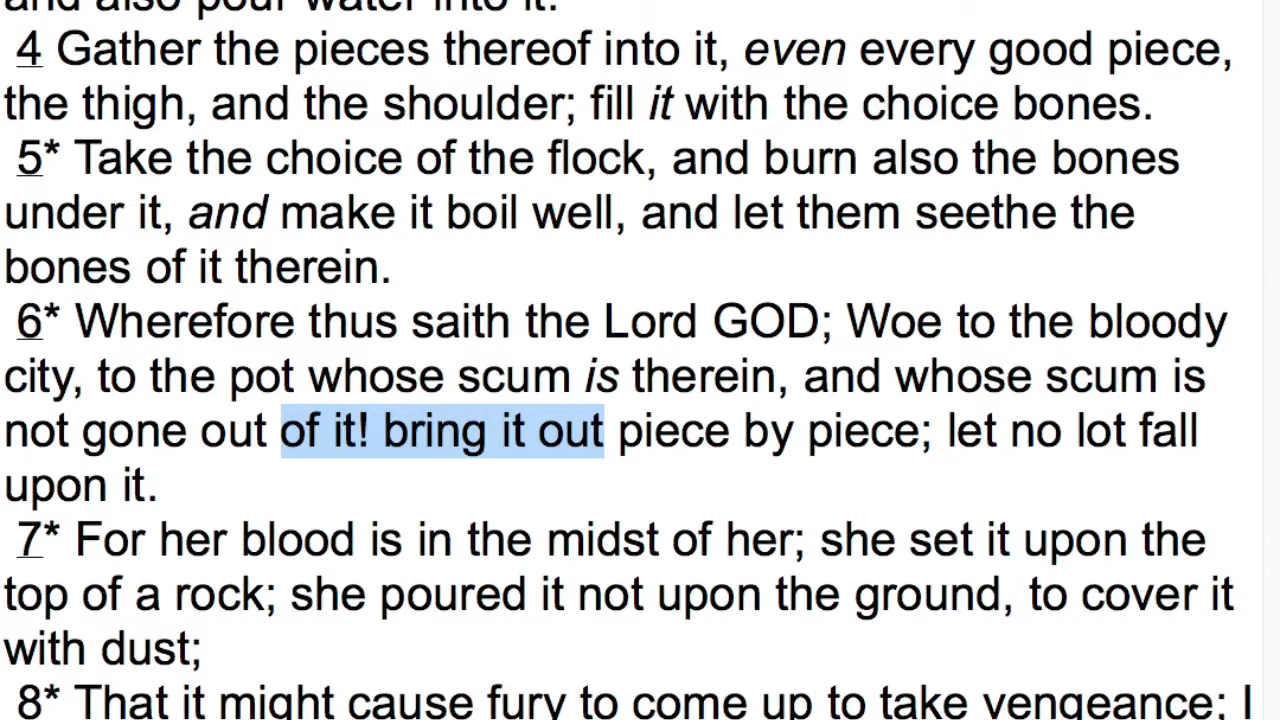 and also pour water into it.
4 Gather the pieces thereof into it, even every good piece,
the thigh, and the shoulder; fill it with the choice bones.
5* Take the choice of the flock, and burn also the bones
under it, and make it boil well, and let them seethe the
bones of it therein.
6* Wherefore thus saith the Lord GOD; Woe to the bloody
city, to the pot whose scum is therein, and whose scum is
not gone out of it! bring it out piece by piece; let no lot fall
upon it.
7* For her blood is in the midst of her; she set it upon the
top of a rock; she poured it not upon the ground, to cover it
with dust;
8* That it might cause fury to come up to take vengeance; I